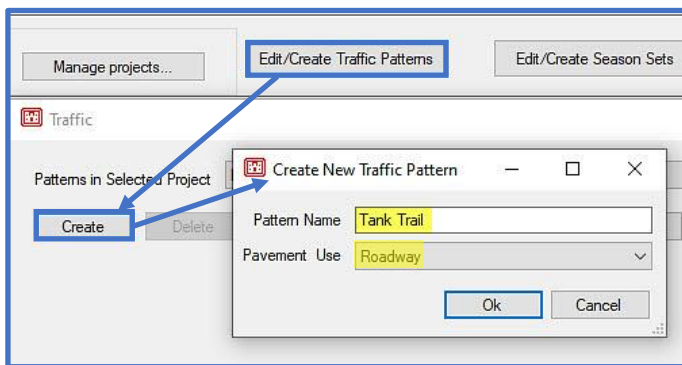 Manage projects...
Edit/Create Traffic Patterns
Edit/Create Season Sets
Traffic
Create New Traffic Pattern
Patterns in Selected Project
Create
Delete
Pattern Name Tank Trail
Pavement Use Roadway
Ok
Cancel